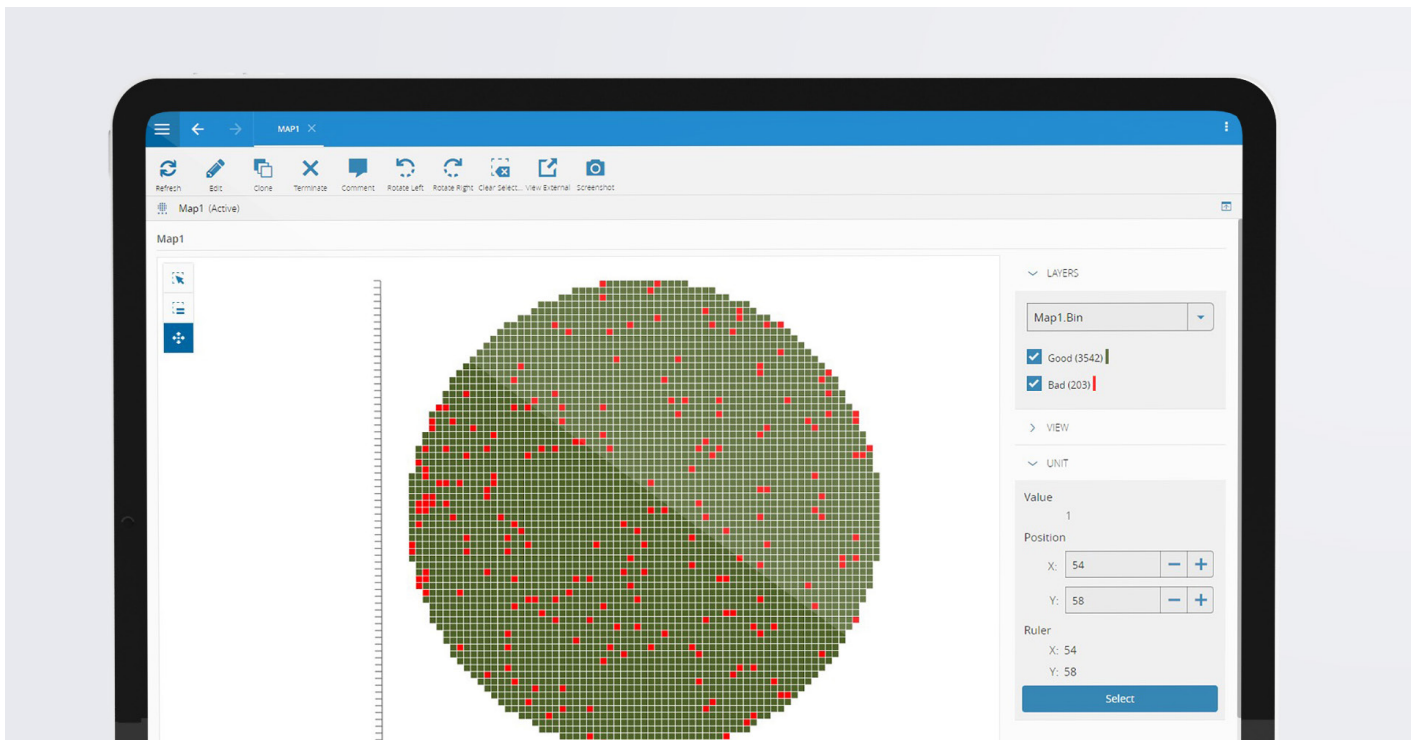 MAP1
Refresh Edit Clone Terminate Comment Rotate Left Rotate Right Clear Select... View External Screenshot
Map1 (Active)
Map1
LAYERS
Map1.Bin
Good (3542)
Bad (203)
VIEW
UNIT
Value
1
Position
X: 54
Y: 58
Ruler
X: 54
Y: 58
Select